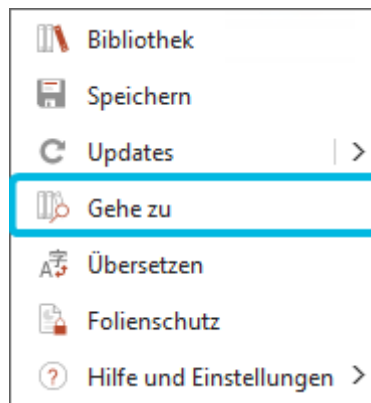 Bibliothek
Speichern
Updates
Gehe zu
Übersetzen
Folienschutz
Hilfe und Einstellungen